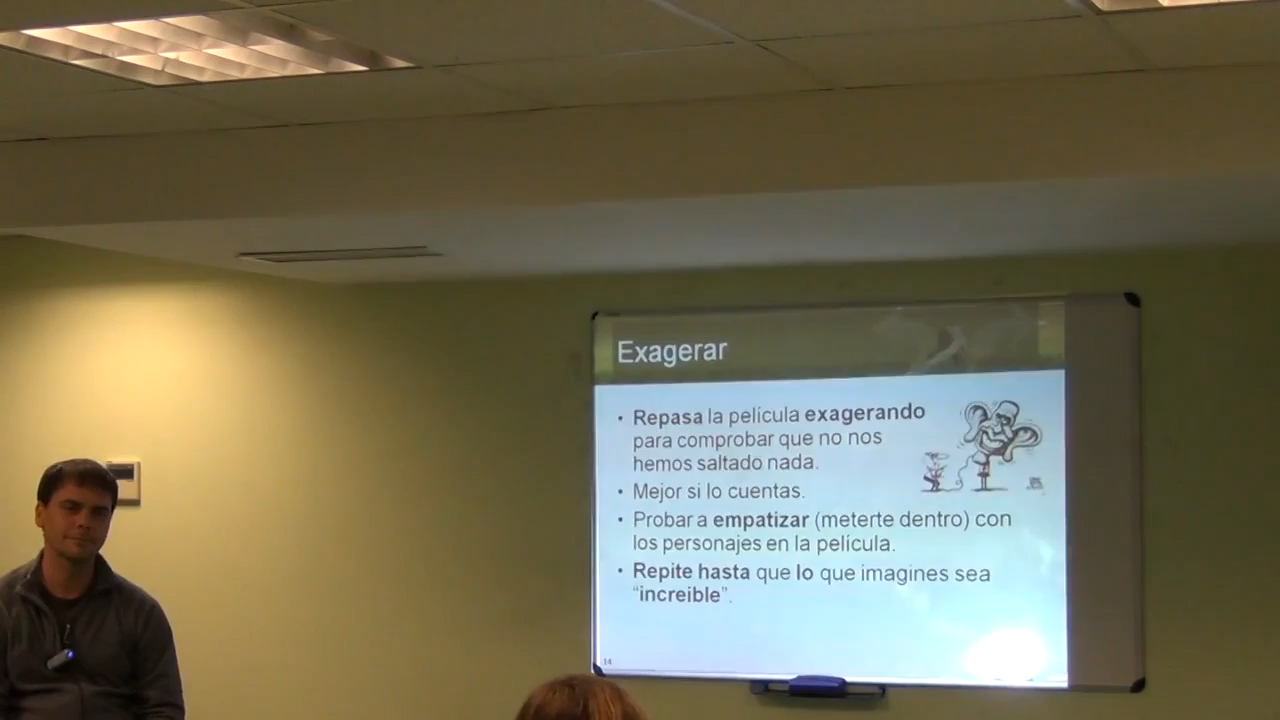 Exagerar
• Repasa la película exagerando
para comprobar que no nos
hemos saltado nada.
• Mejor si lo cuentas.
• Probar a empatizar (meterte dentro) con
los personajes en la película.
• Repite hasta que lo que imagines sea
“increible”.
14